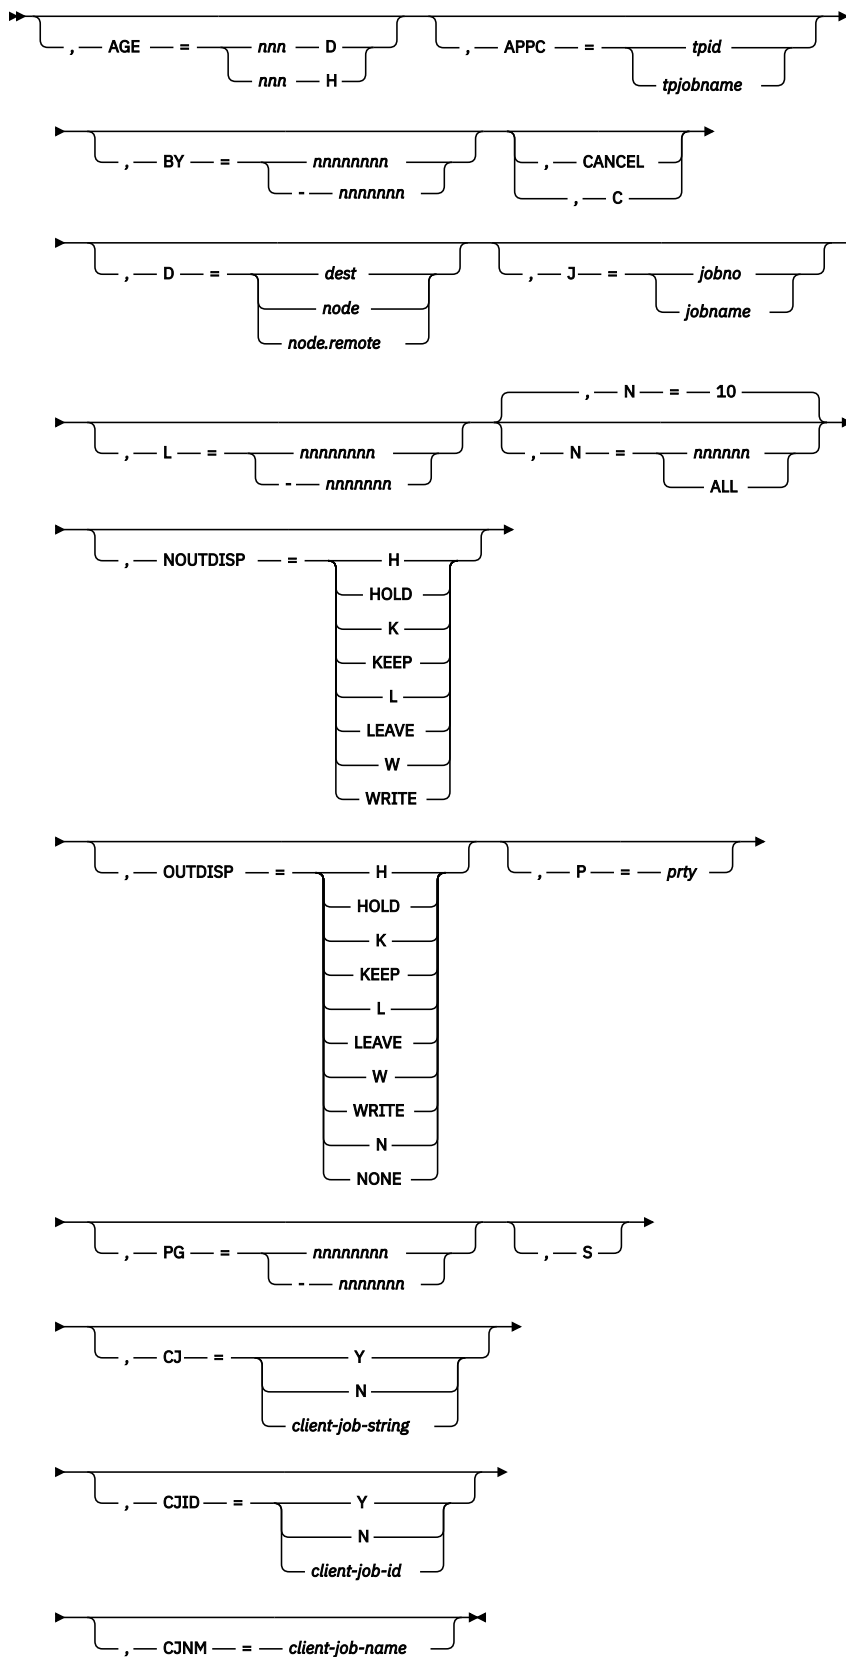 , AGE = nnn D , APPC = tpid
nnn H tpjobname
, BY = nnnnnnnn , CANCEL
- nnnnnnn , C
, D = dest , J = jobno
node jobname
node.remote
, N = 10
, L = nnnnnnnn , N = nnnnnn
- nnnnnnn ALL
, NOUTDISP = H
HOLD
K
KEEP
L
LEAVE
W
WRITE
, OUTDISP = H , P = prty
HOLD
K
KEEP
L
LEAVE
W
WRITE
N
NONE
, PG = nnnnnnnn , S
- nnnnnnn
, CJ = Y
N
client-job-string
, CJID = Y
N
client-job-id
, CJNM = client-job-name